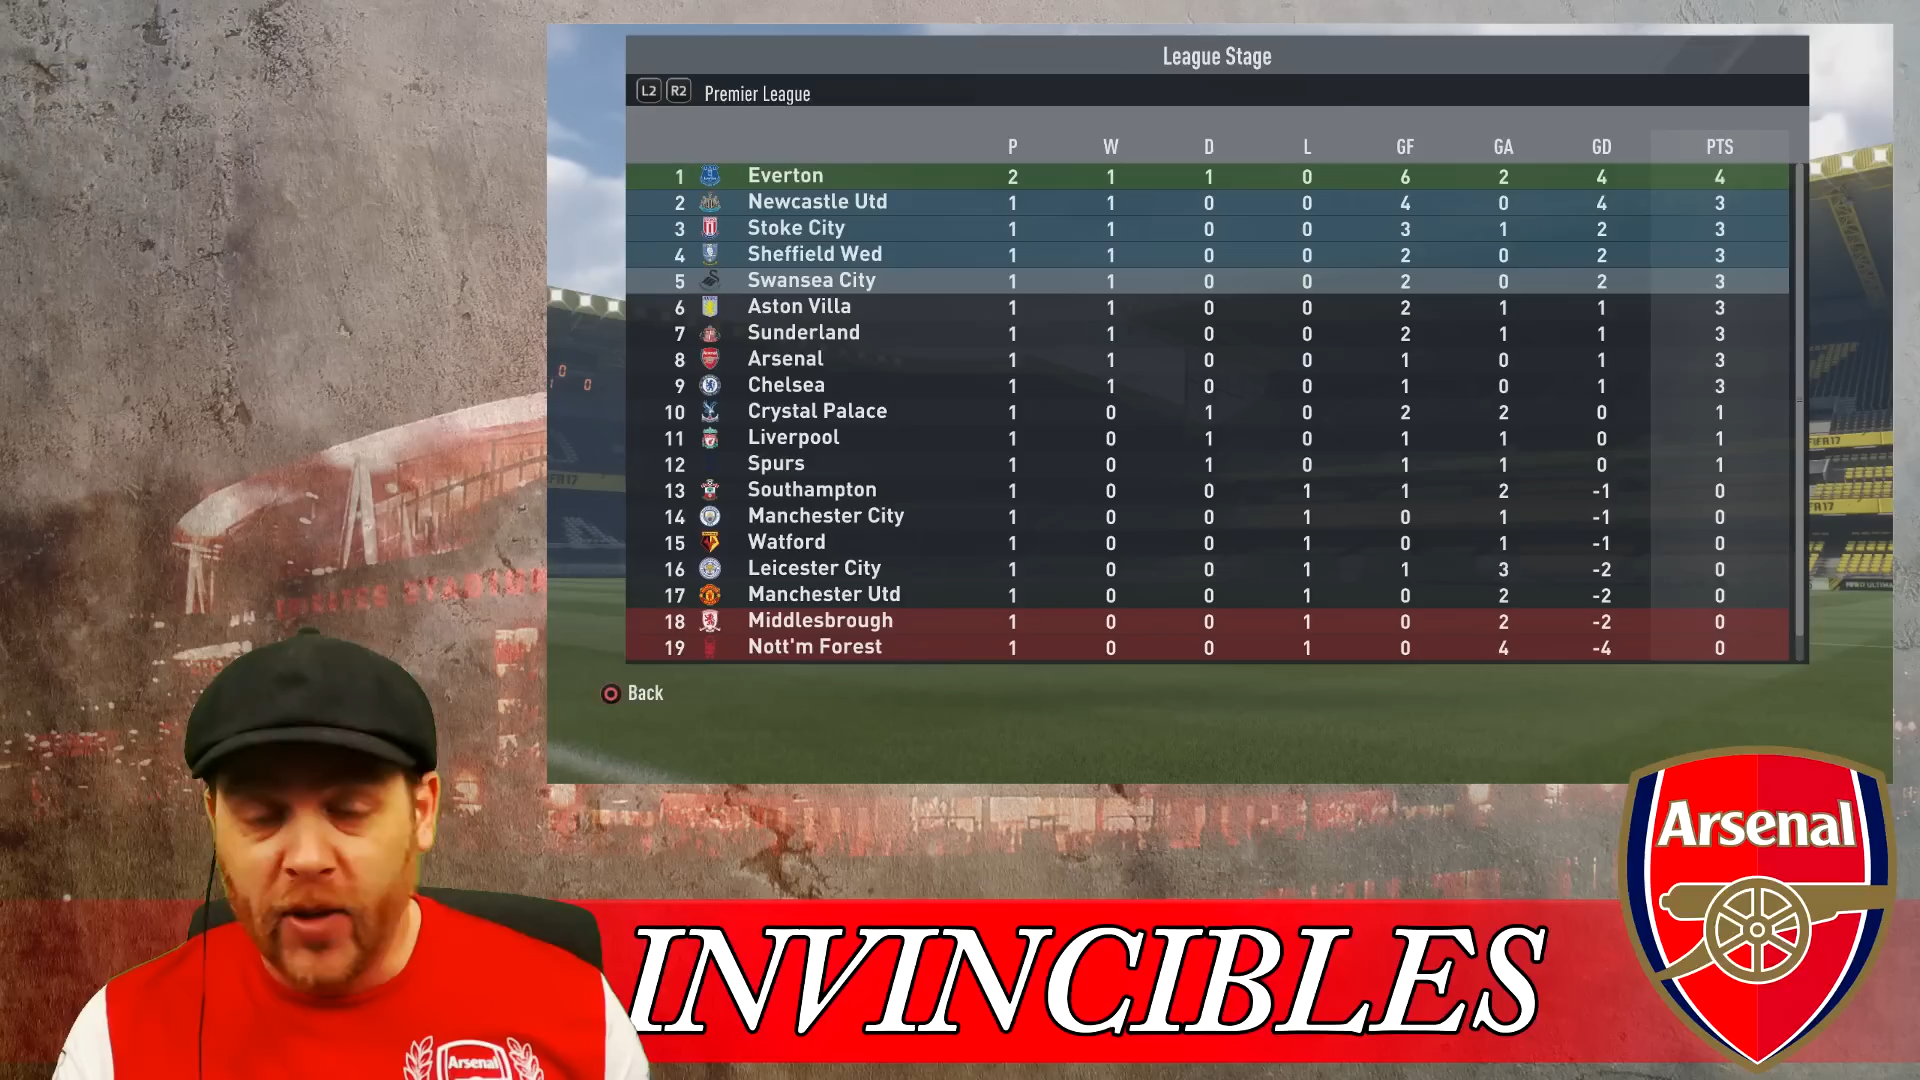 League Stage
L2 R2 Premier League
P W D L GF GA GD PTS
1 Everton 2 1 1 0 6 2 4 4
2 Newcastle Utd 1 1 0 0 4 0 4 3
3 Stoke City 1 1 0 0 3 1 2 3
4 Sheffield Wed 1 1 0 0 2 0 2 3
5 Swansea City 1 1 0 0 2 0 2 3
6 Aston Villa 1 1 0 0 2 1 1 3
7 Sunderland 1 1 0 0 2 1 1 3
8 Arsenal 1 1 0 0 1 0 1 3
9 Chelsea 1 1 0 0 1 0 1 3
10 Crystal Palace 1 0 1 0 2 2 0 1
11 Liverpool 1 0 1 0 1 1 0 1
12 Spurs 1 0 1 0 1 1 0 1
13 Southampton 1 0 0 1 1 2 -1 0
14 Manchester City 1 0 0 1 0 1 -1 0
15 Watford 1 0 0 1 0 1 -1 0
16 Leicester City 1 0 0 1 1 3 -2 0
17 Manchester Utd 1 0 0 1 0 2 -2 0
18 Middlesbrough 1 0 0 1 0 2 -2 0
19 Nott'm Forest 1 0 0 1 0 4 -4 0
Back
Arsenal
INVINCIBLES
Arsenal